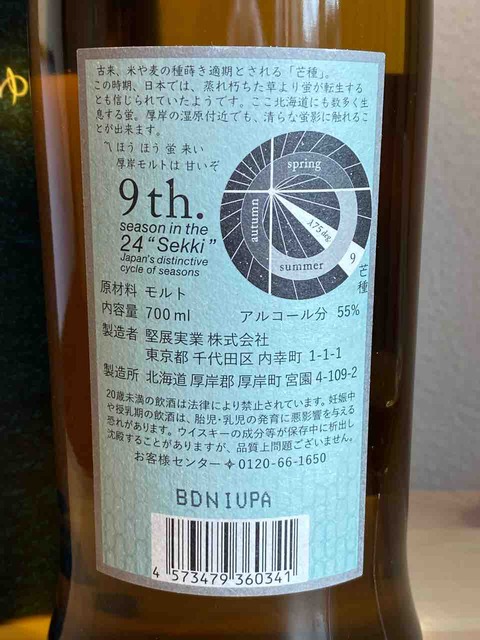 古来、米や麦の種蒔き適期とされる「芒種」。
この時期、日本では、蒸れ朽ちた草より蛍が転生する
とも信じられていたようです。ここ北海道にも数多く生
息する蛍。厚岸の湿原付近でも、清らな蛍影に触れるこ
とが出来ます。
〽ほう ほう 蛍 来い
厚岸モルトは 甘いぞ
9th.
season in the
24 "Sekki"
Japan's distinctive
cycle of seasons
spring
autumn
summer
λ75 deg.
9
芒種
原材料 モルト
内容量 700ml アルコール分 55%
製造者 堅展実業 株式会社
東京都 千代田区 内幸町 1-1-1
製造所 北海道 厚岸郡 厚岸町 宮園 4-109-2
20歳未満の飲酒は法律により禁止されています。妊娠中
や授乳期の飲酒は、胎児・乳児の発育に悪影響を与える
恐れがあります。ウイスキーの成分等が保存中に析出し
沈殿することがありますが、品質上問題ございません。
お客様センター✧0120-66-1650
BDNIUPA
4 573479 360341
ゆ